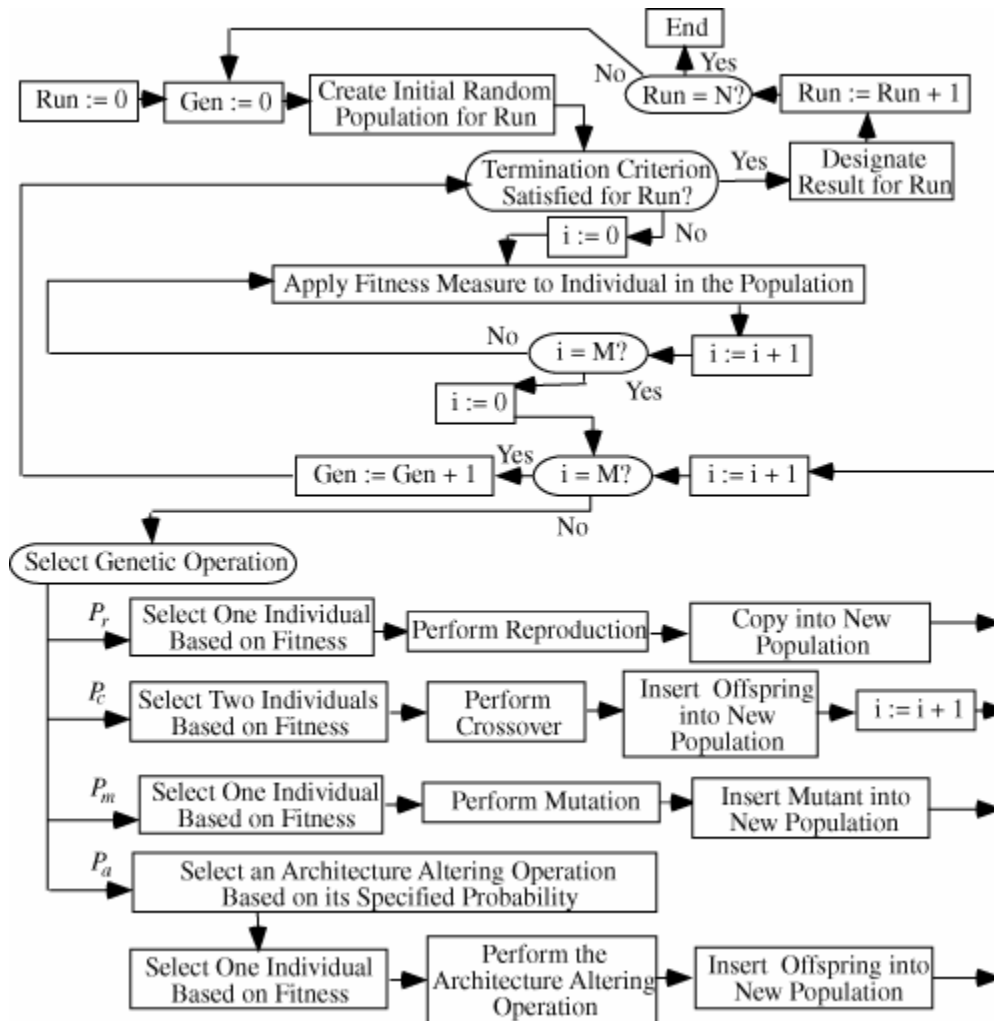 End
No
Yes
Run := 0
Gen := 0
Create Initial Random
Population for Run
Run = N?
Run := Run + 1
Termination Criterion
Satisfied for Run?
Yes
Designate
Result for Run
i := 0
No
Apply Fitness Measure to Individual in the Population
No
i = M?
i := i + 1
Yes
i := 0
Gen := Gen + 1
Yes
i = M?
i := i + 1
No
Select Genetic Operation
Pr
Select One Individual
Based on Fitness
Perform Reproduction
Copy into New
Population
Pc
Select Two Individuals
Based on Fitness
Perform
Crossover
Insert Offspring
into New
Population
i := i + 1
Pm
Select One Individual
Based on Fitness
Perform Mutation
Insert Mutant into
New Population
Pa
Select an Architecture Altering Operation
Based on its Specified Probability
Select One Individual
Based on Fitness
Perform the
Architecture Altering
Operation
Insert Offspring into
New Population